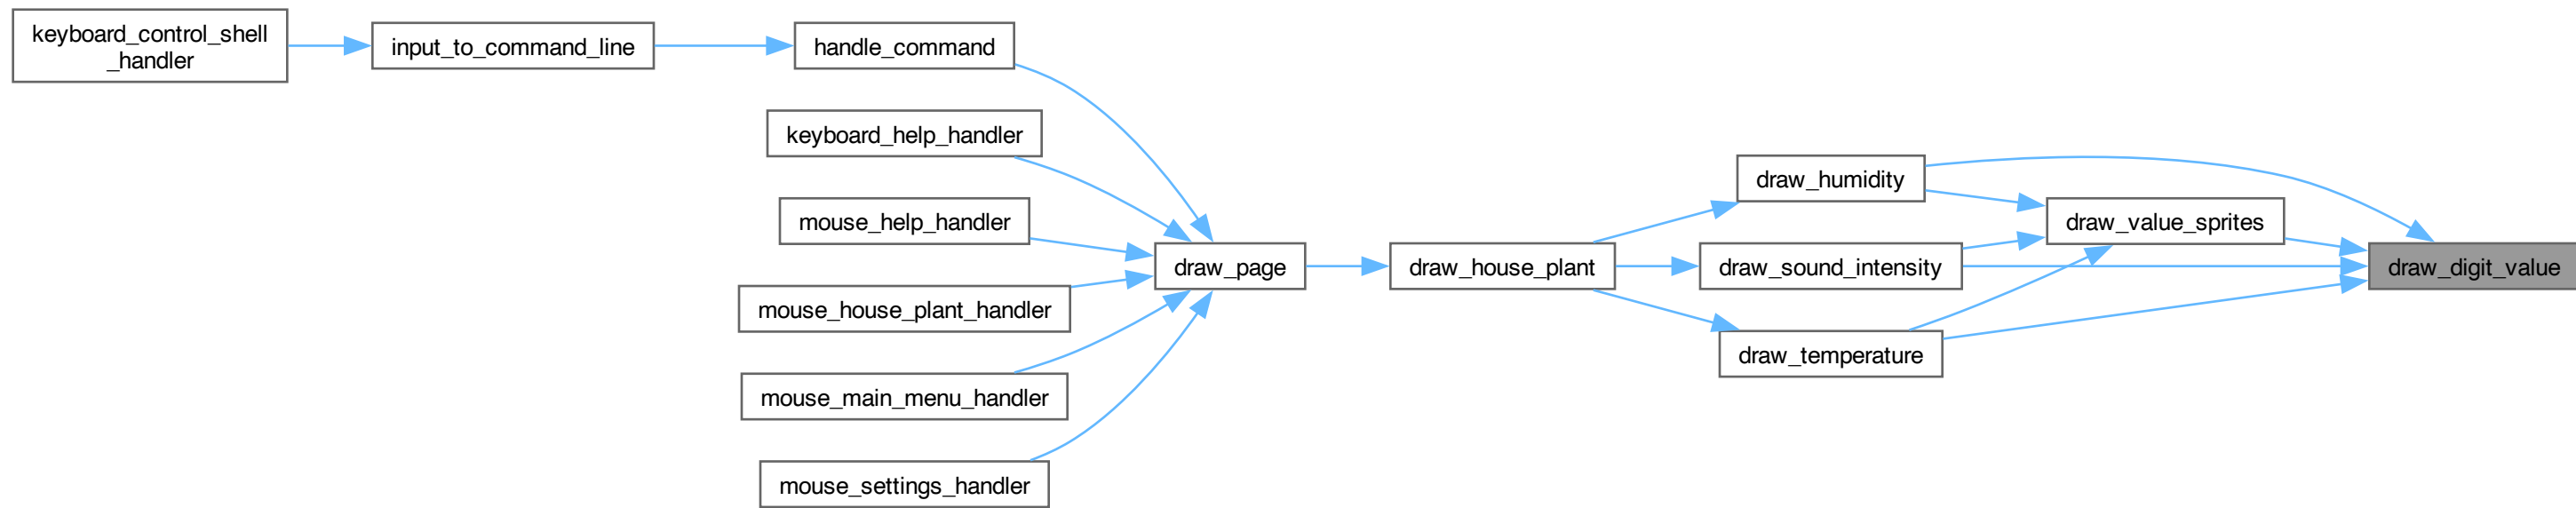 keyboard_control_shell
_handler
input_to_command_line
handle_command
keyboard_help_handler
mouse_help_handler
mouse_house_plant_handler
mouse_main_menu_handler
mouse_settings_handler
draw_page
draw_house_plant
draw_humidity
draw_sound_intensity
draw_temperature
draw_value_sprites
draw_digit_value